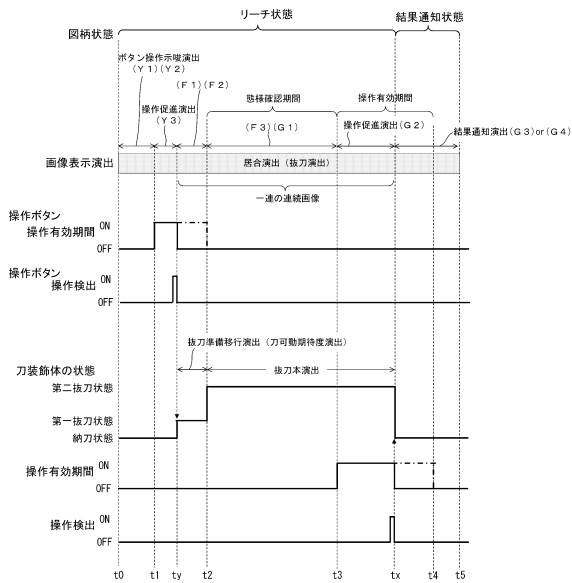 リーチ状態
結果通知状態
図柄状態
ボタン操作示唆演出
(Y1)(Y2)
(F1)(F2)
操作促進演出
(Y3)
態様確認期間
操作有効期間
(F3)(G1)
操作促進演出(G2)
結果通知演出(G3)or(G4)
画像表示演出
居合演出(抜刀演出)
一連の連続画像
操作ボタン
操作有効期間
ON
OFF
操作ボタン
操作検出
ON
OFF
抜刀準備移行演出(刀可動期待度演出)
刀装飾体の状態
抜刀本演出
第二抜刀状態
第一抜刀状態
納刀状態
操作有効期間
ON
OFF
操作検出
ON
OFF
t0 t1 ty t2 t3 tx t4 t5